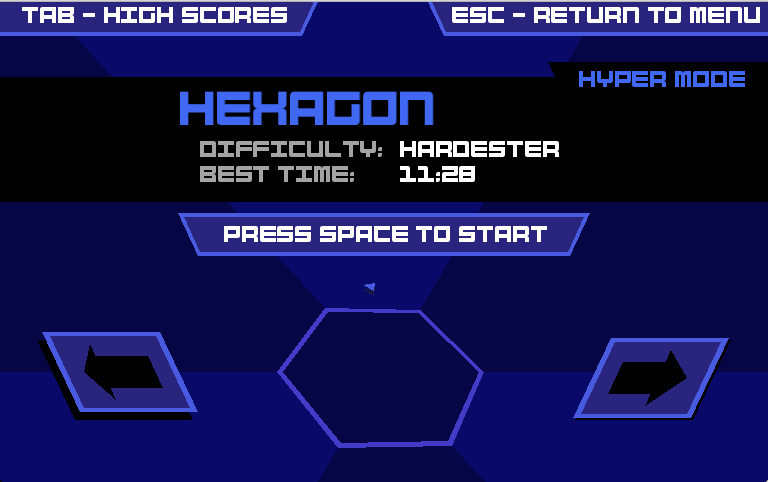 TAB - HIGH SCORES
ESC - RETURN TO MENU
HYPER MODE
HEXAGON
DIFFICULTY: HARDESTER
BEST TIME: 11:28
PRESS SPACE TO START